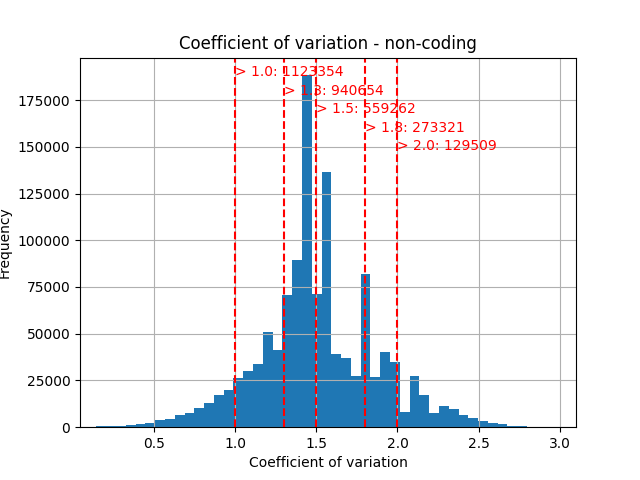 Coefficient of variation - non-coding
> 1.0: 1123354
> 1.3: 940654
> 1.5: 559262
> 1.8: 273321
> 2.0: 129509
175000
150000
125000
100000
75000
50000
25000
0
Frequency
0.5 1.0 1.5 2.0 2.5 3.0
Coefficient of variation